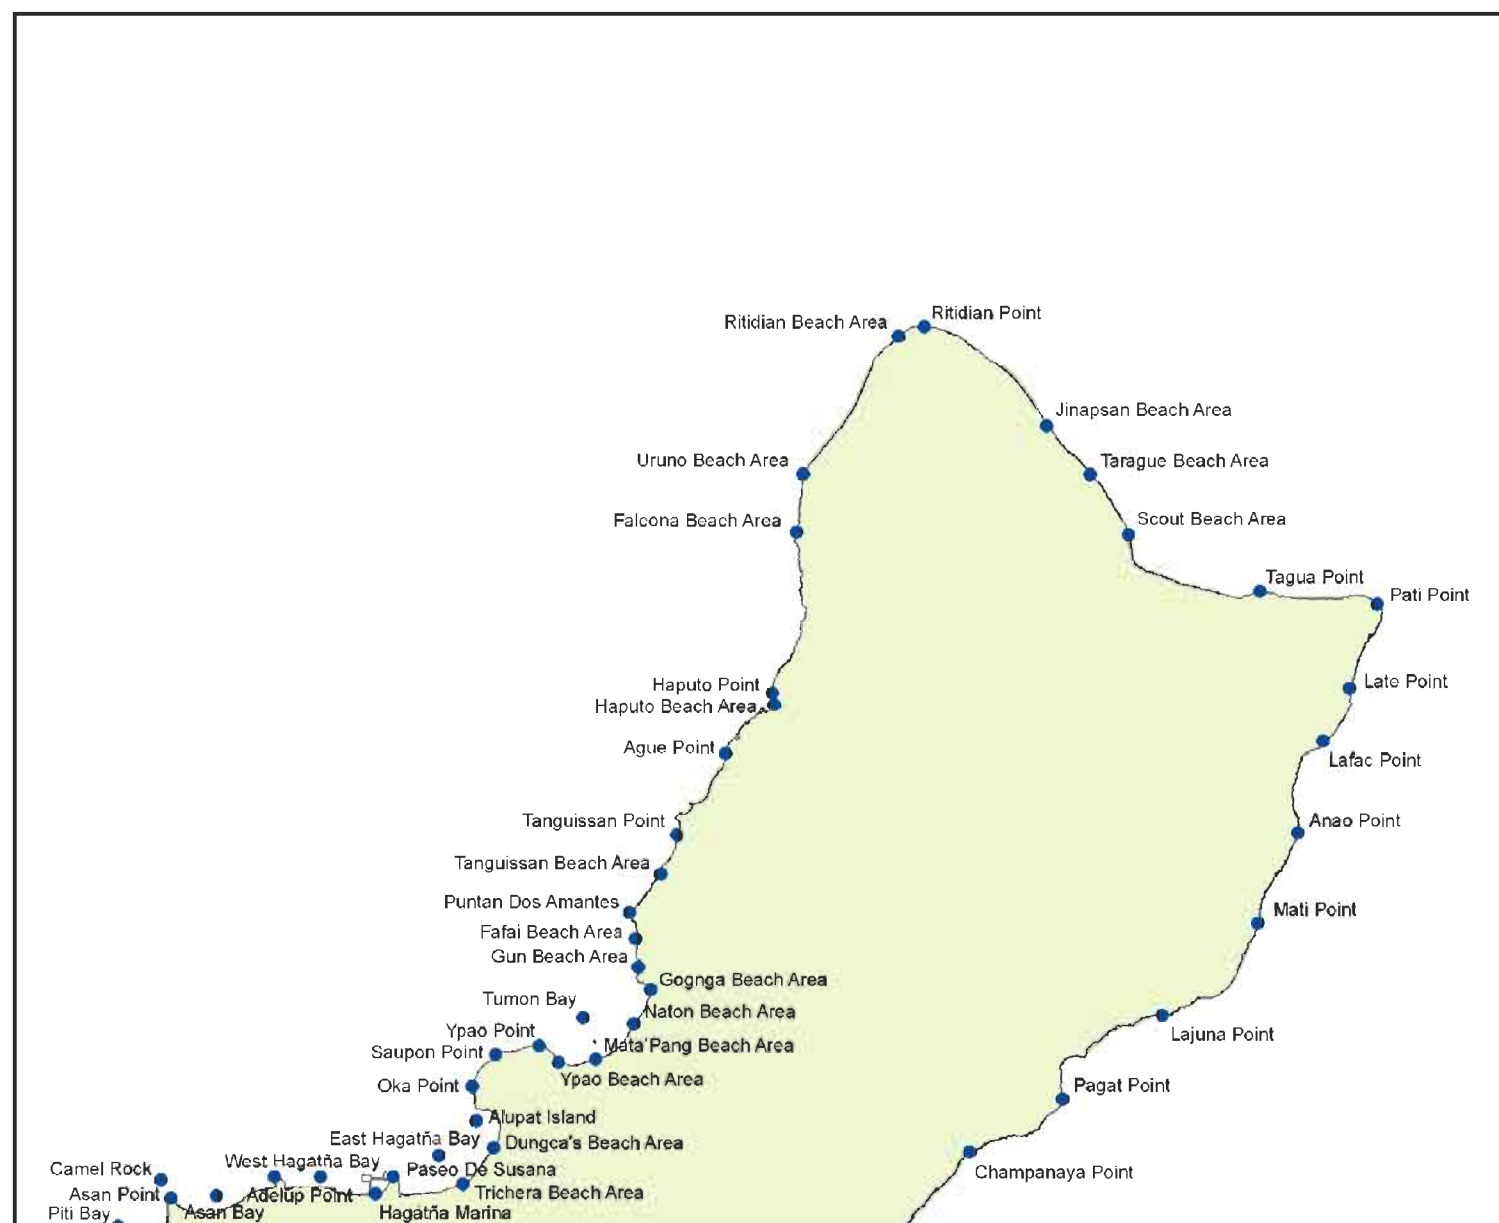 Ritidian Point
Ritidian Beach Area
Jinapsan Beach Area
Uruno Beach Area
Tarague Beach Area
Falcona Beach Area
Scout Beach Area
Tagua Point
Pati Point
Haputo Point
Late Point
Haputo Beach Area
Ague Point
Lafac Point
Tanguissan Point
Anao Point
Tanguissan Beach Area
Puntan Dos Amantes
Mati Point
Fafai Beach Area
Gun Beach Area
Gognga Beach Area
Tumon Bay
Naton Beach Area
Ypao Point
Lajuna Point
Mata'Pang Beach Area
Saupon Point
Ypao Beach Area
Oka Point
Pagat Point
Alupat Island
East Hagatña Bay
Dungca's Beach Area
West Hagatña Bay
Camel Rock
Paseo De Susana
Champanaya Point
Asan Point
Adelup Point
Trichera Beach Area
Piti Bay
Asan Bay
Hagatña Marina